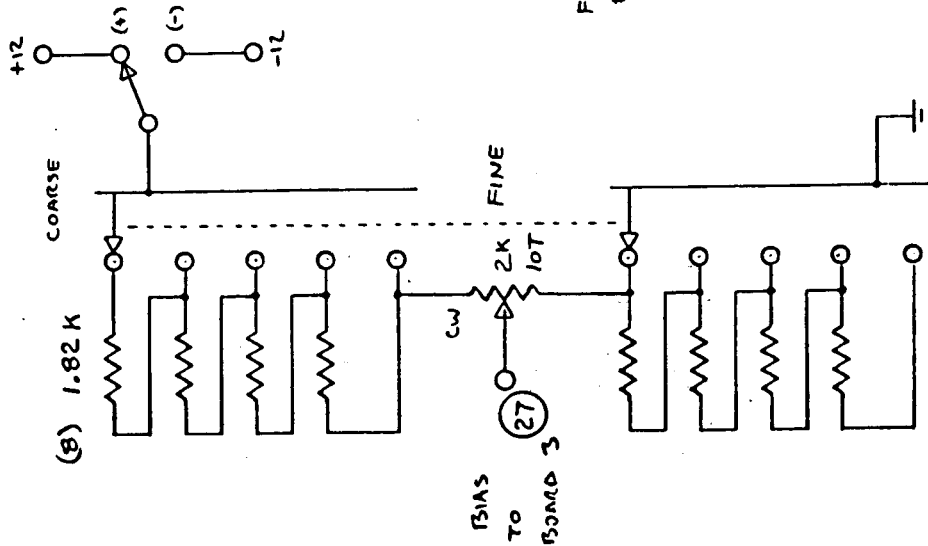 +12
(+)
(-)
-12
COARSE
(8) 1.82 K
FINE
2K
10T
CW
27
BIAS
TO
BOARD 3
F